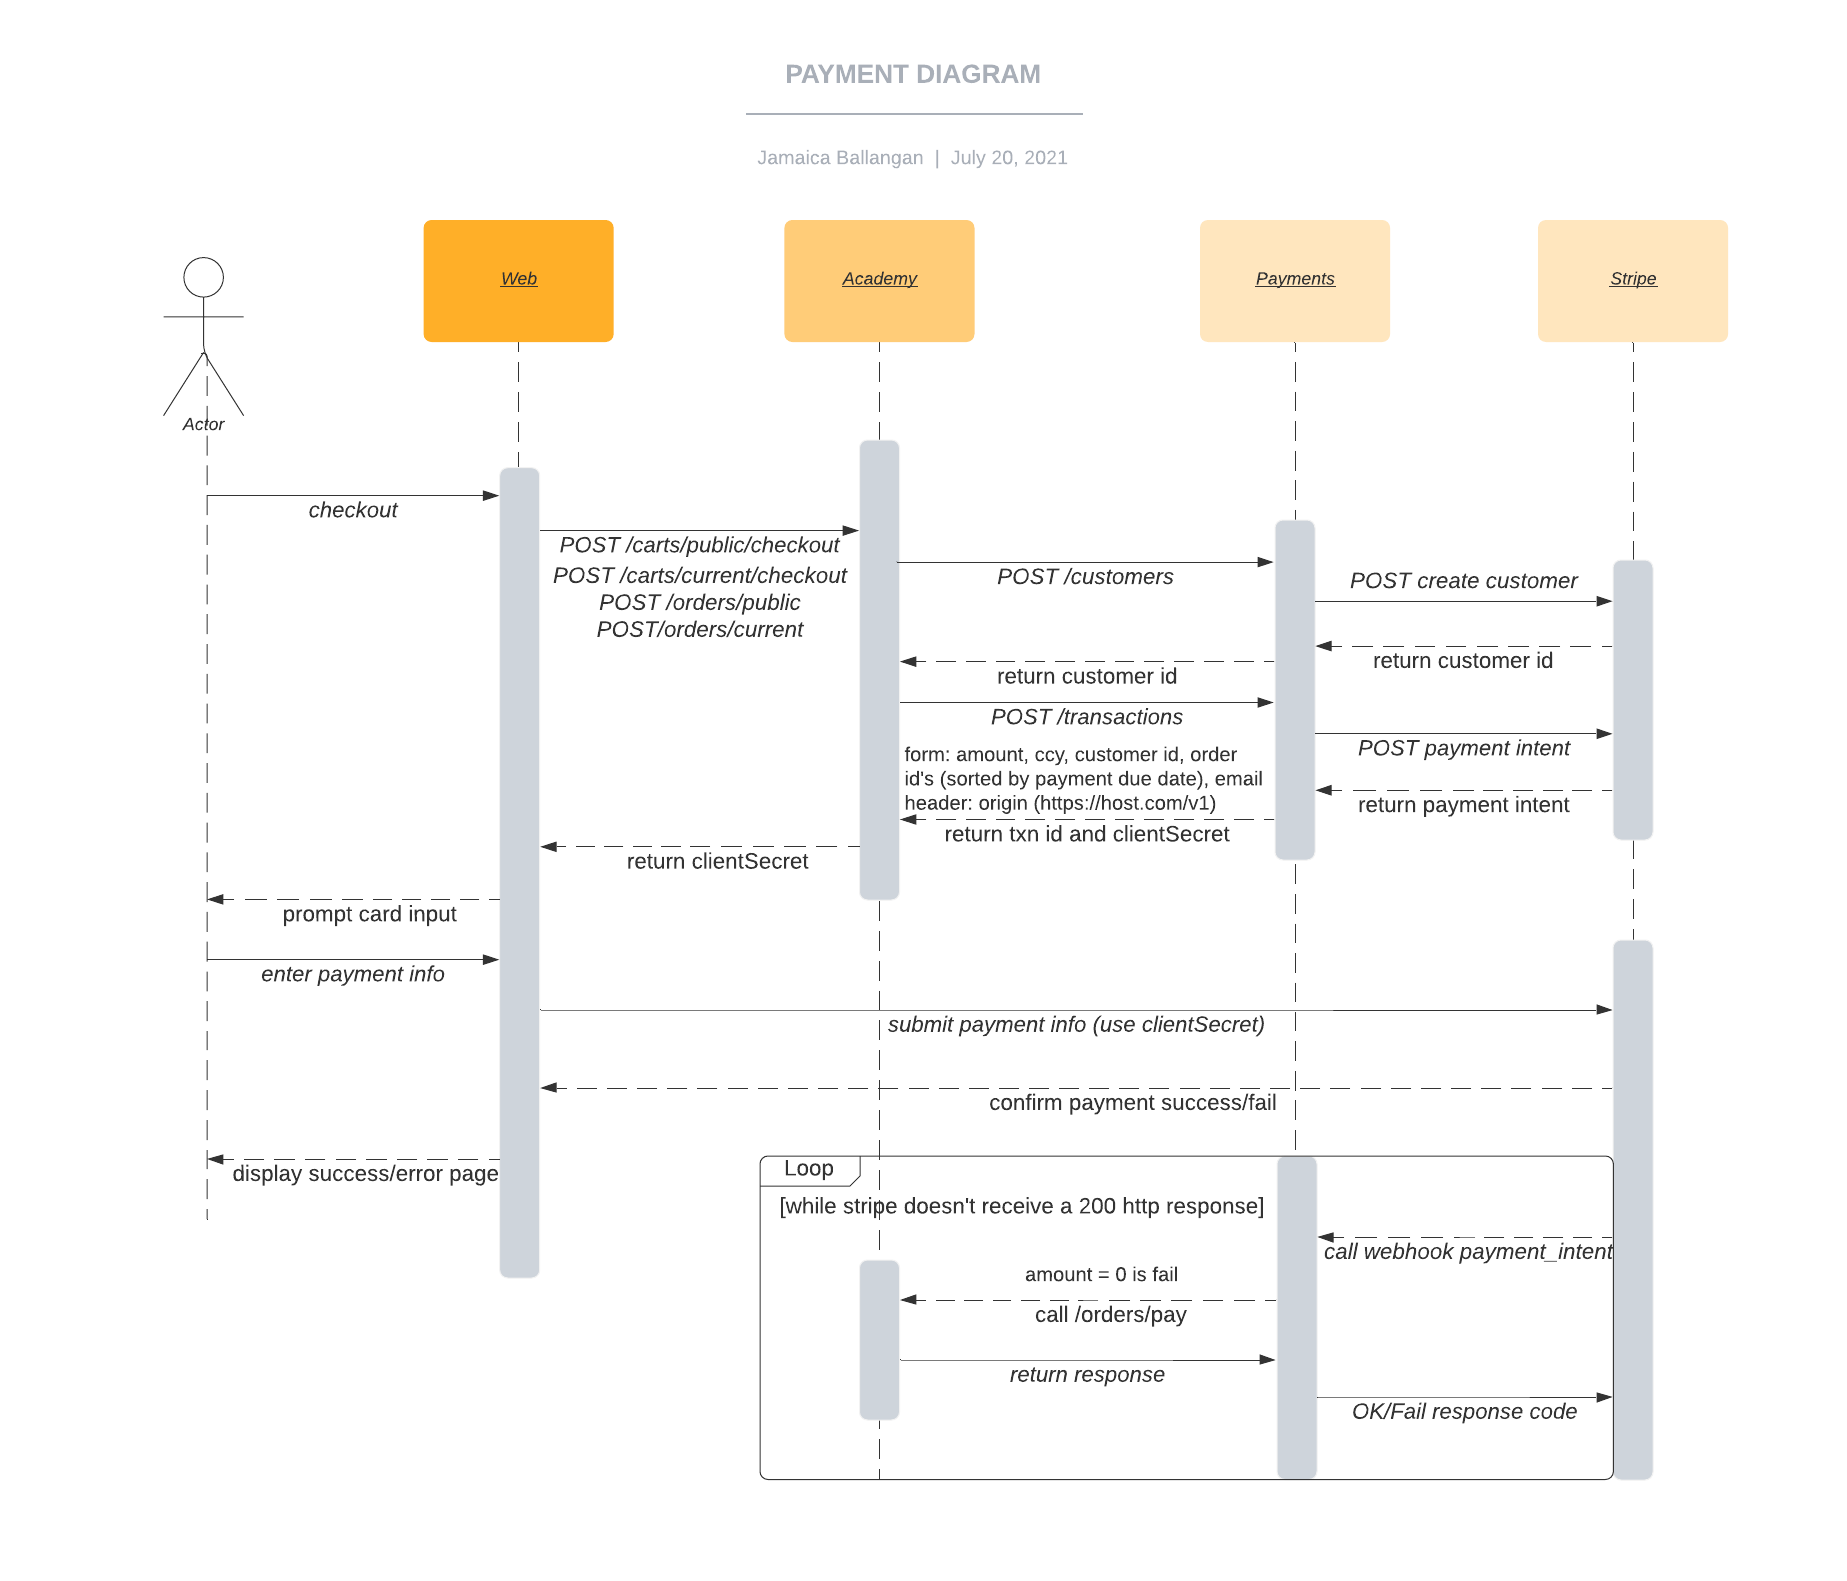 PAYMENT DIAGRAM
Jamaica Ballangan | July 20, 2021
Web
Academy
Payments
Stripe
Actor
checkout
POST /carts/public/checkout
POST /carts/current/checkout
POST /orders/public
POST/orders/current
POST /customers
POST create customer
return customer id
return customer id
POST /transactions
form: amount, ccy, customer id, order
id's (sorted by payment due date), email
header: origin (https://host.com/v1)
POST payment intent
return payment intent
return txn id and clientSecret
return clientSecret
prompt card input
enter payment info
submit payment info (use clientSecret)
confirm payment success/fail
display success/error page
Loop
[while stripe doesn't receive a 200 http response]
call webhook payment_intent
amount = 0 is fail
call /orders/pay
return response
OK/Fail response code